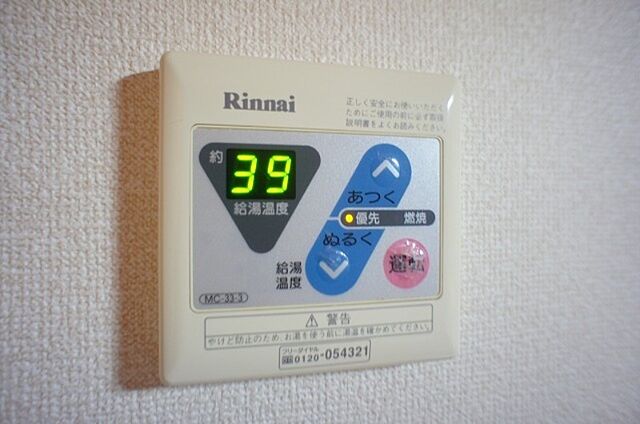 Rinnai
正しく安全にお使いいただく
ためにご使用の前に必ず取扱
説明書をよくお読みください。
約
39
給湯温度
あつく
優先 燃焼
ぬるく
給湯
温度
運転
MC-33-3
⚠ 警告
やけど防止のため、お湯を使う前に湯温を確かめてください。
フリーダイヤル
0120-054321